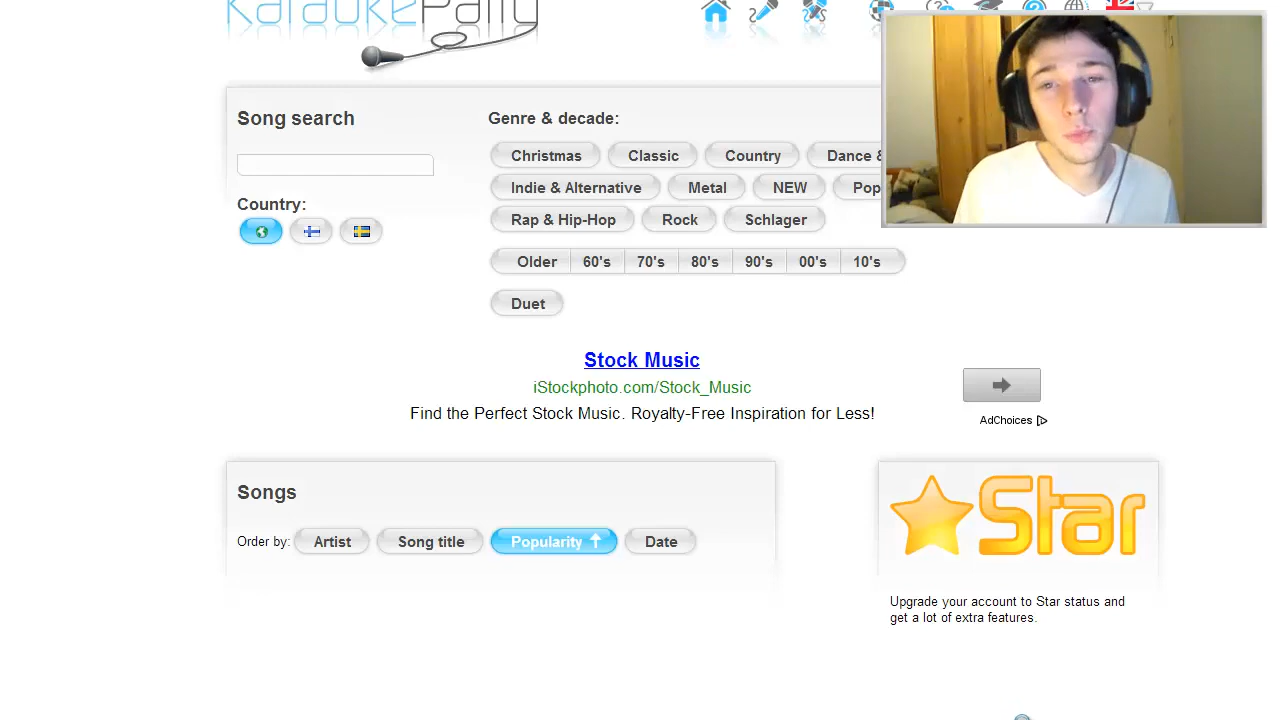 KaraokeParty
Song search
Genre & decade:
Christmas Classic Country Dance &
Country:
Indie & Alternative Metal NEW Pop
Rap & Hip-Hop Rock Schlager
Older 60's 70's 80's 90's 00's 10's
Duet
Stock Music
iStockphoto.com/Stock_Music
Find the Perfect Stock Music. Royalty-Free Inspiration for Less!
AdChoices
Songs
Order by: Artist Song title Popularity Date
Star
Upgrade your account to Star status and
get a lot of extra features.